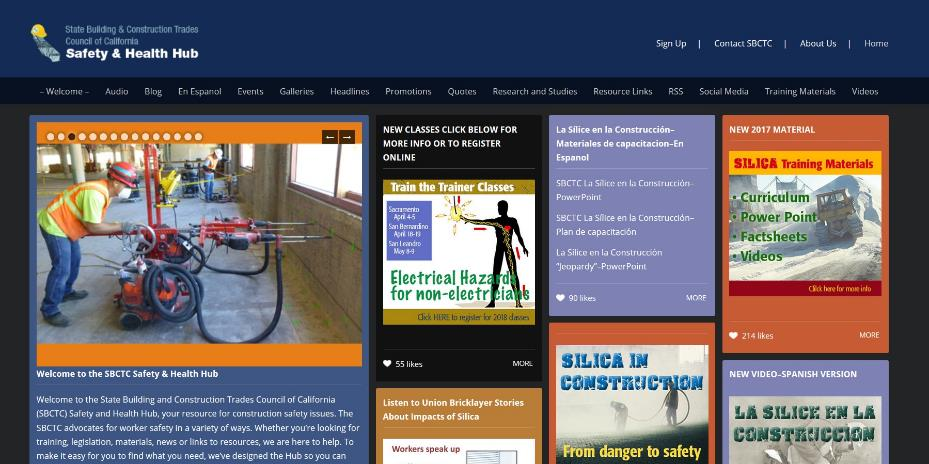 State Building & Construction Trades
Council of California
Safety & Health Hub
Sign Up | Contact SBCTC | About Us | Home
– Welcome – Audio Blog En Espanol Events Galleries Headlines Promotions Quotes Research and Studies Resource Links RSS Social Media Training Materials Videos
← →
Welcome to the SBCTC Safety & Health Hub
Welcome to the State Building and Construction Trades Council of California
(SBCTC) Safety and Health Hub, your resource for construction safety issues. The
SBCTC advocates for worker safety in a variety of ways. Whether you’re looking for
training, legislation, materials, news or links to resources, we are here to help. To
make it easy for you to find what you need, we’ve designed the Hub so you can
NEW CLASSES CLICK BELOW FOR
MORE INFO OR TO REGISTER
ONLINE
Train the Trainer Classes
Sacramento
April 4-5
San Bernardino
April 18-19
San Leandro
May 8-9
Electrical Hazards
for non-electricians
Click HERE to register for 2018 classes
55 likes MORE
Listen to Union Bricklayer Stories
About Impacts of Silica
Workers speak up
La Sílice en la Construcción–
Materiales de capacitacion–En
Espanol
SBCTC La Sílice en la Construcción–
PowerPoint
SBCTC La Sílice en la Construcción–
Plan de capacitación
La Sílice en la Construcción
“Jeopardy”–PowerPoint
90 likes MORE
SILICA IN
CONSTRUCTION
From danger to safety
NEW 2017 MATERIAL
SILICA Training Materials
• Curriculum
• Power Point
• Factsheets
• Videos
Click here for more info
214 likes MORE
NEW VIDEO–SPANISH VERSION
LA SÍLICE EN LA
CONSTRUCCIÓN